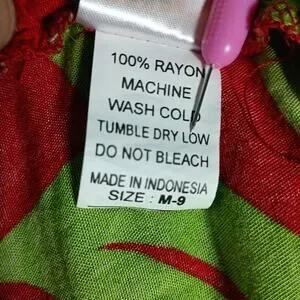 100% RAYON
MACHINE
WASH COLD
TUMBLE DRY LOW
DO NOT BLEACH
MADE IN INDONESIA
SIZE : M-9